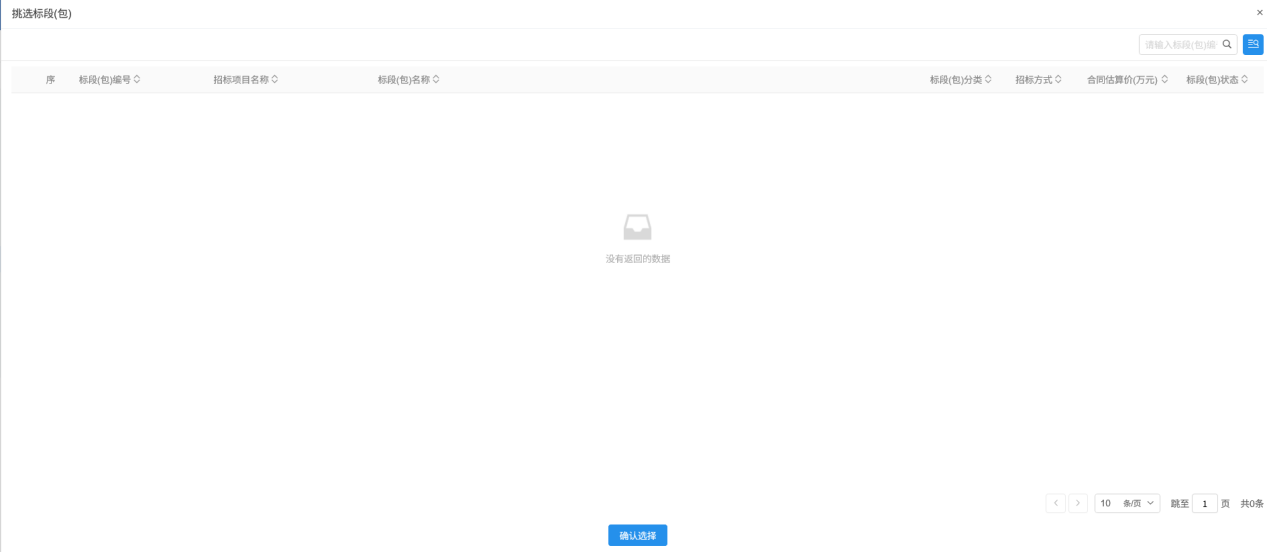 挑选标段(包)
×
请输入标段(包)编
序 标段(包)编号 招标项目名称 标段(包)名称 标段(包)分类 招标方式 合同估算价(万元) 标段(包)状态
没有返回的数据
10 条/页 跳至 1 页 共0条
确认选择